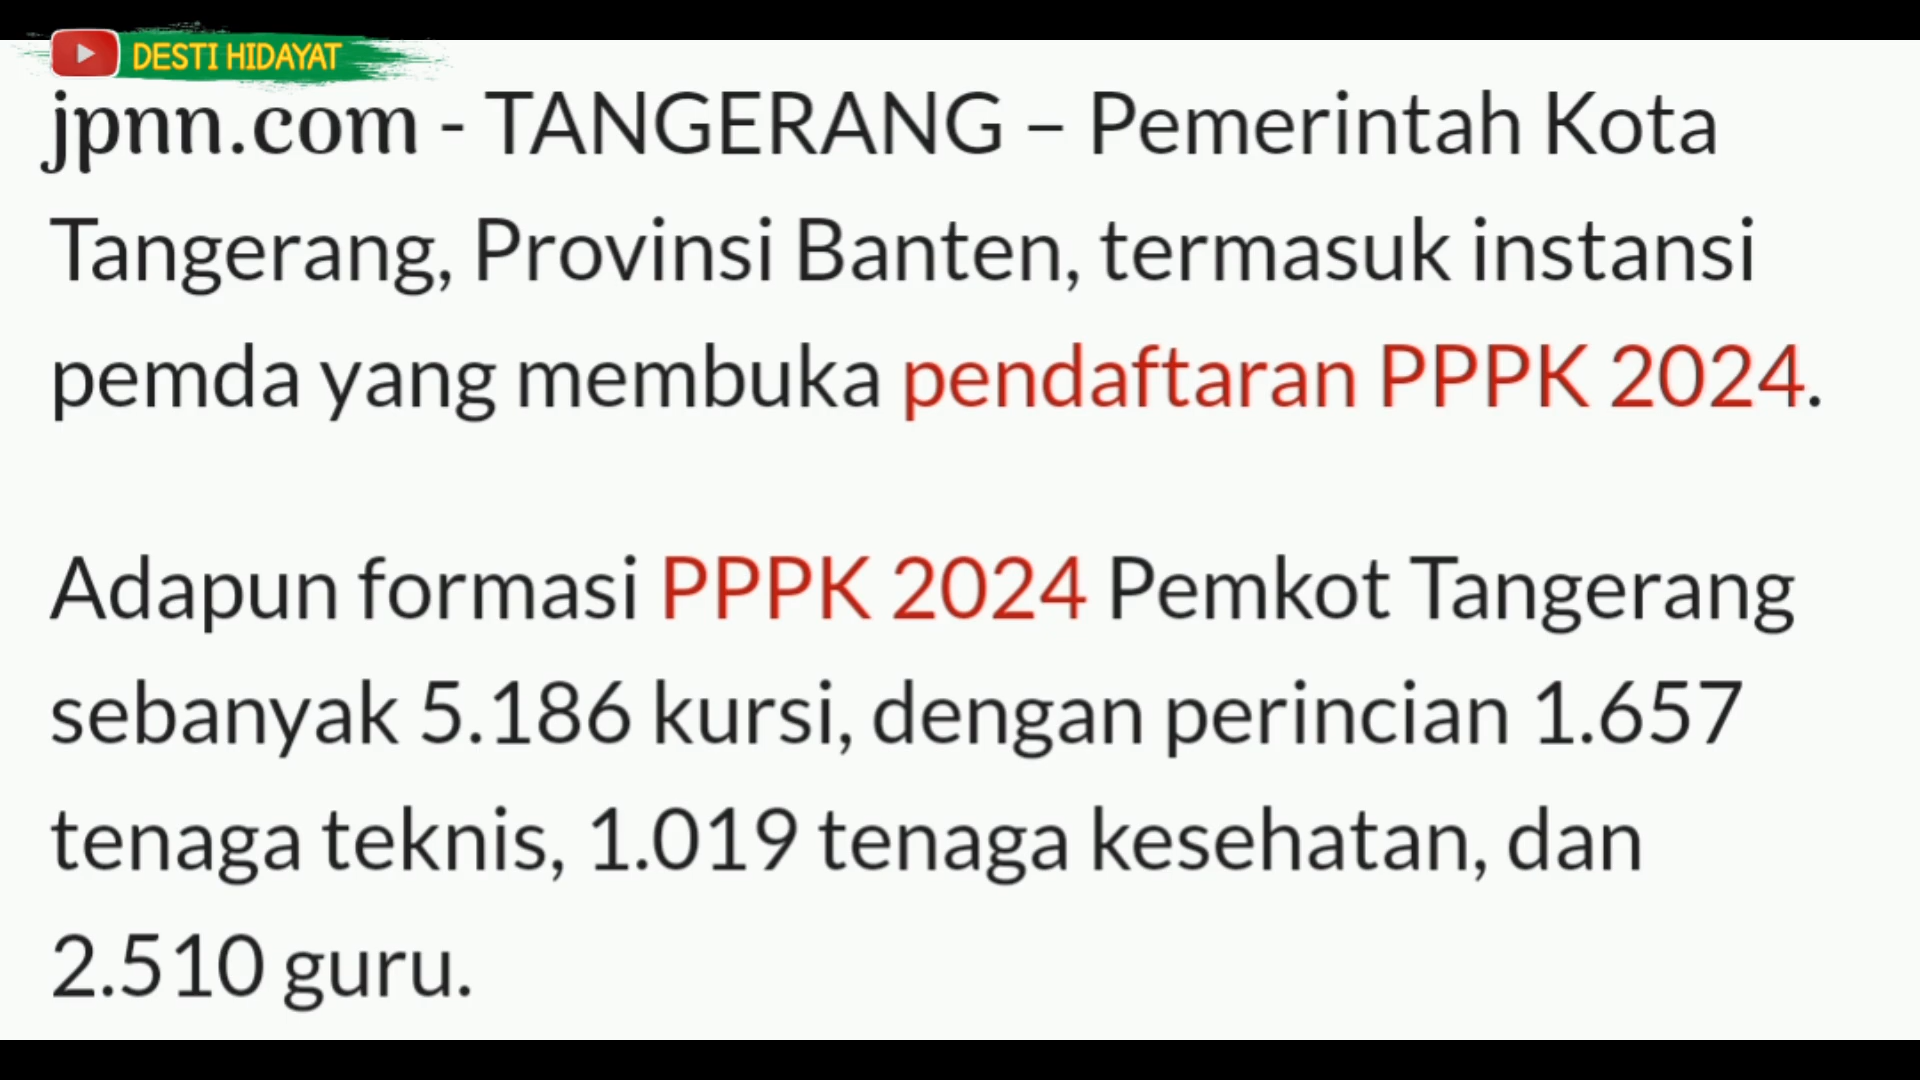 DESTI HIDAYAT
jpnn.com - TANGERANG – Pemerintah Kota
Tangerang, Provinsi Banten, termasuk instansi
pemda yang membuka pendaftaran PPPK 2024.
Adapun formasi PPPK 2024 Pemkot Tangerang
sebanyak 5.186 kursi, dengan perincian 1.657
tenaga teknis, 1.019 tenaga kesehatan, dan
2.510 guru.